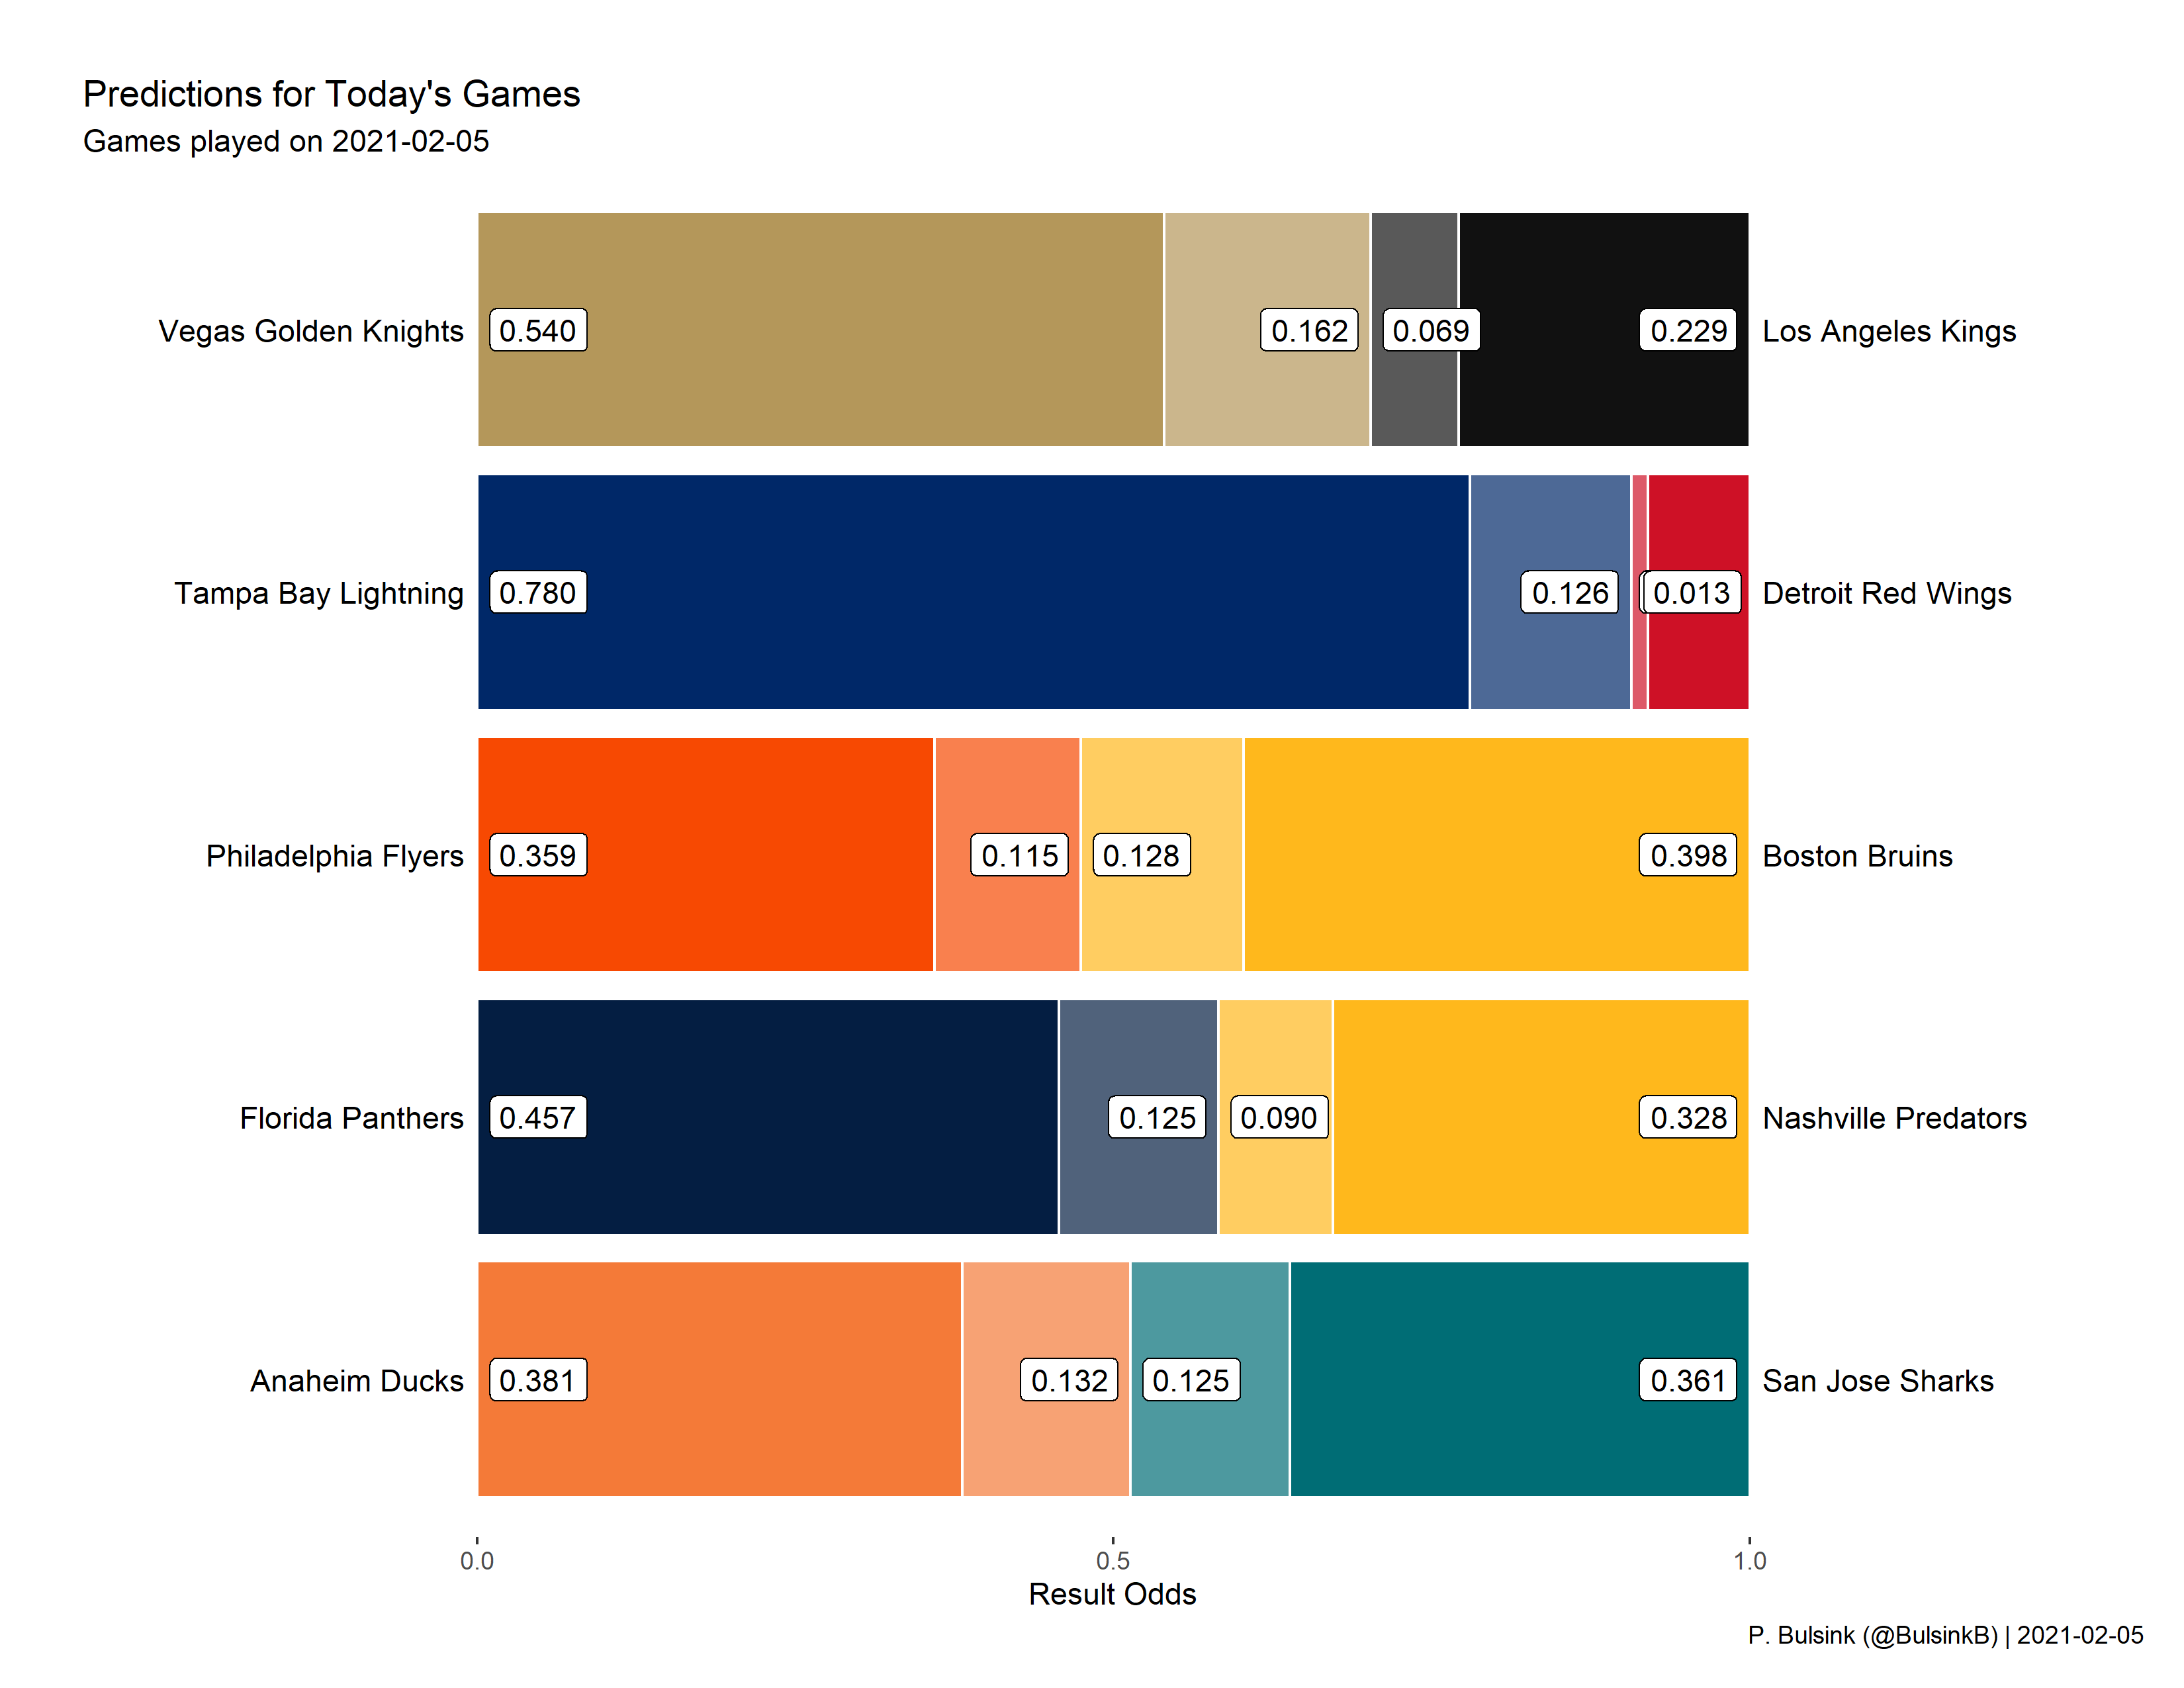 Predictions for Today's Games
Games played on 2021-02-05
Vegas Golden Knights 0.540 0.162 0.069 0.229 Los Angeles Kings
Tampa Bay Lightning 0.780 0.126 0.013 Detroit Red Wings
Philadelphia Flyers 0.359 0.115 0.128 0.398 Boston Bruins
Florida Panthers 0.457 0.125 0.090 0.328 Nashville Predators
Anaheim Ducks 0.381 0.132 0.125 0.361 San Jose Sharks
0.0 0.5 1.0
Result Odds
P. Bulsink (@BulsinkB) | 2021-02-05